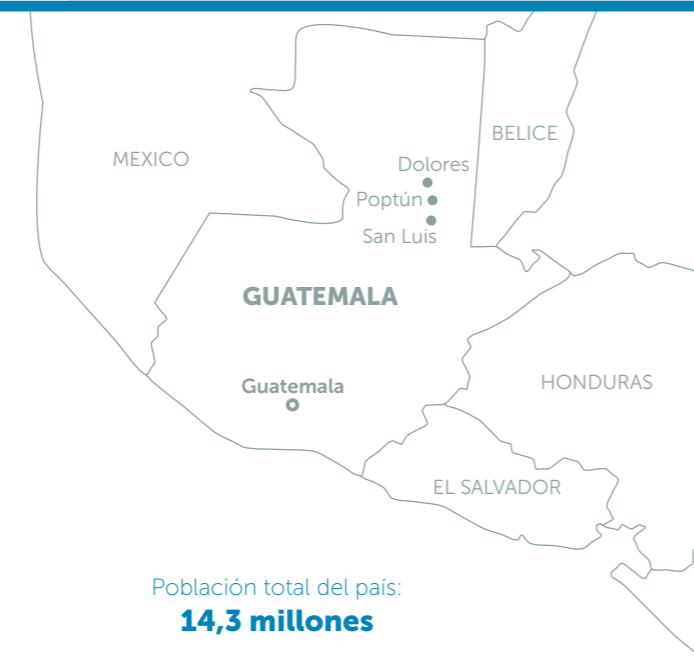 BELICE
MEXICO
Dolores
Poptún
San Luis
GUATEMALA
Guatemala
HONDURAS
EL SALVADOR
Población total del país:
14,3 millones